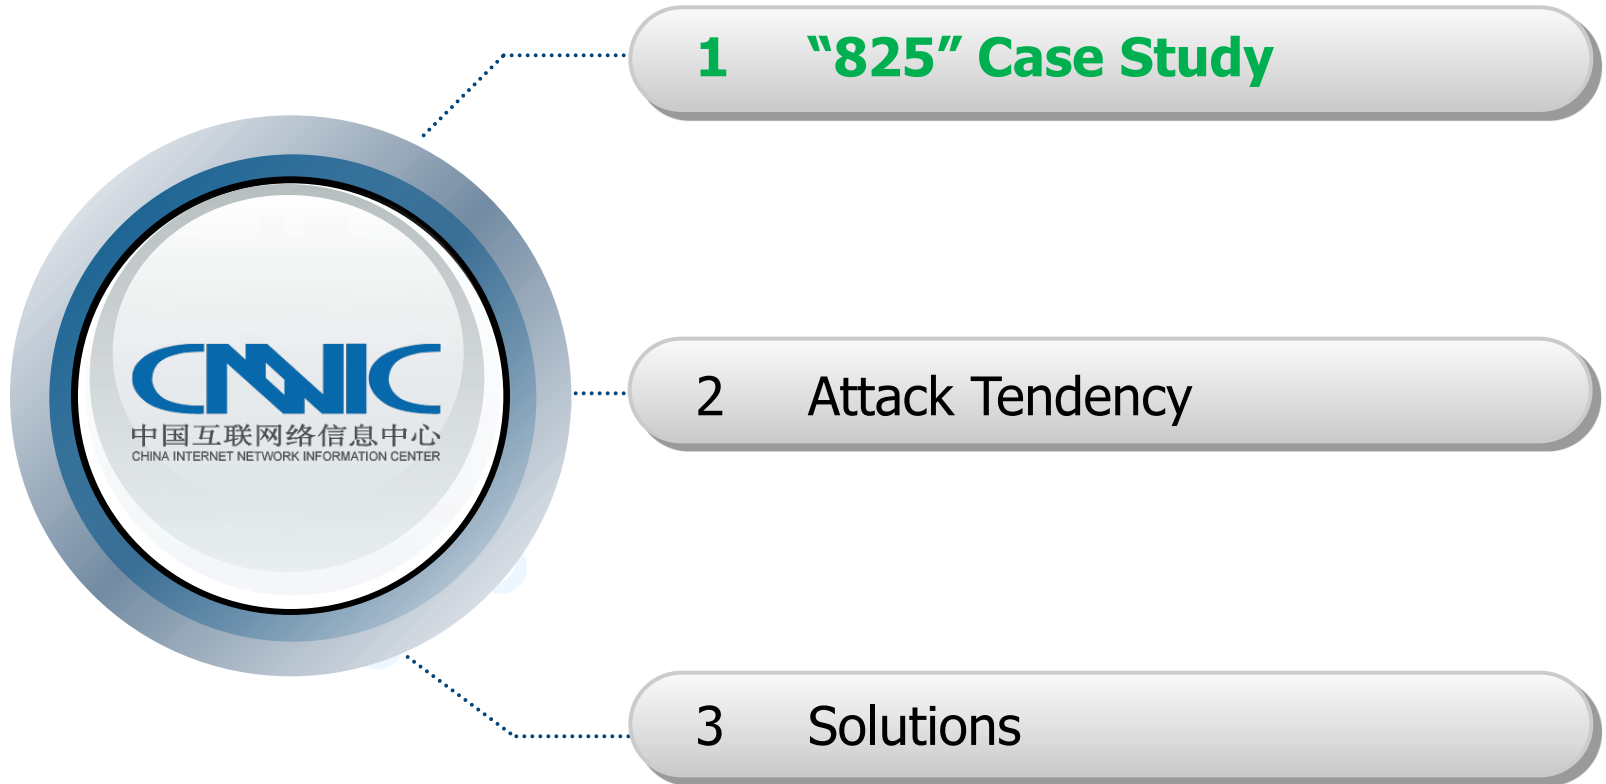 1 “825” Case Study
CNNIC
中国互联网络信息中心
CHINA INTERNET NETWORK INFORMATION CENTER
2 Attack Tendency
3 Solutions